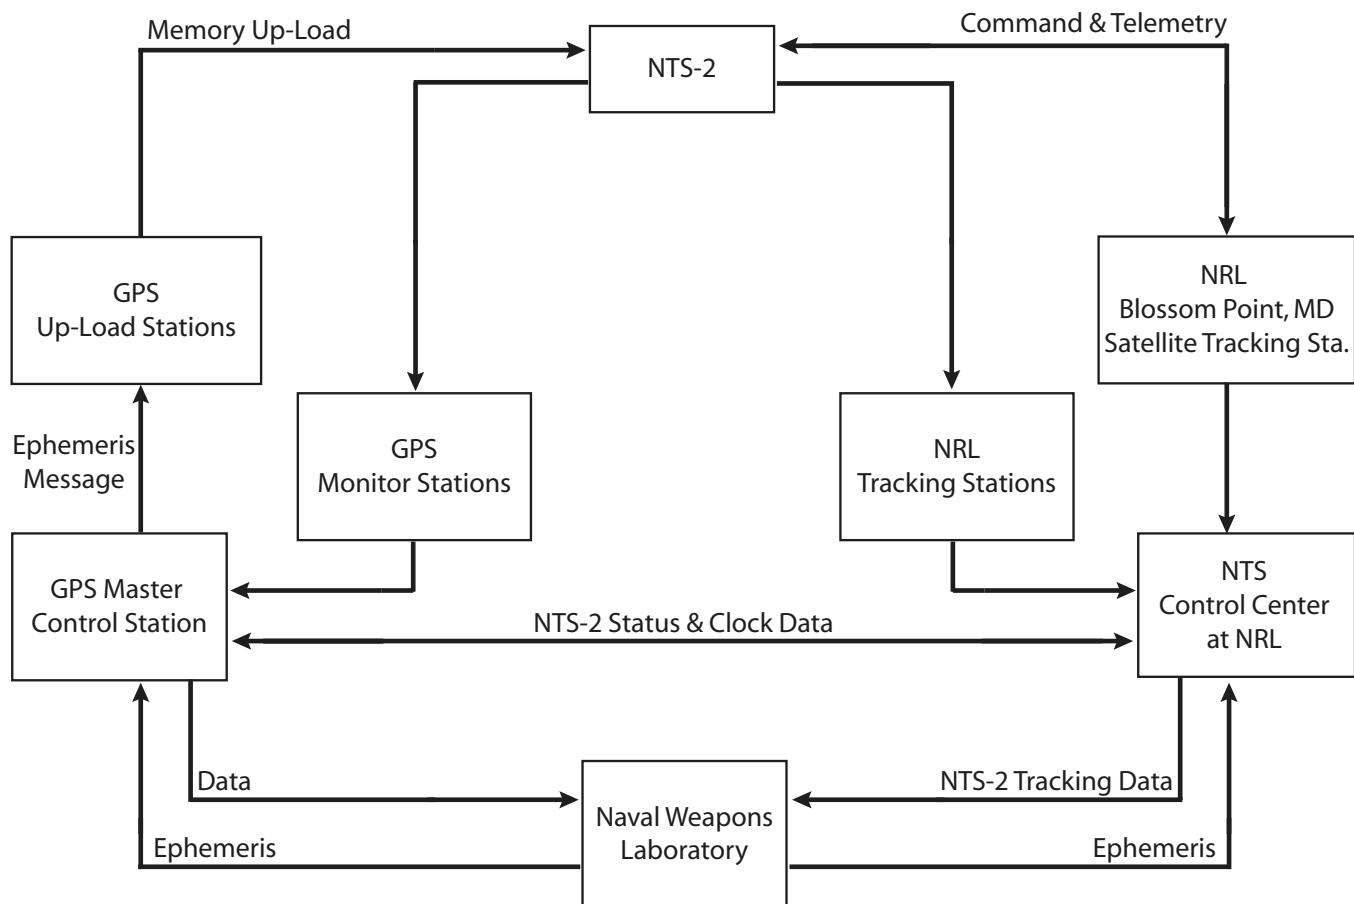 Memory Up-Load
Command & Telemetry
NTS-2
GPS
Up-Load Stations
NRL
Blossom Point, MD
Satellite Tracking Sta.
Ephemeris
Message
GPS
Monitor Stations
NRL
Tracking Stations
GPS Master
Control Station
NTS-2 Status & Clock Data
NTS
Control Center
at NRL
Data
NTS-2 Tracking Data
Naval Weapons
Laboratory
Ephemeris
Ephemeris